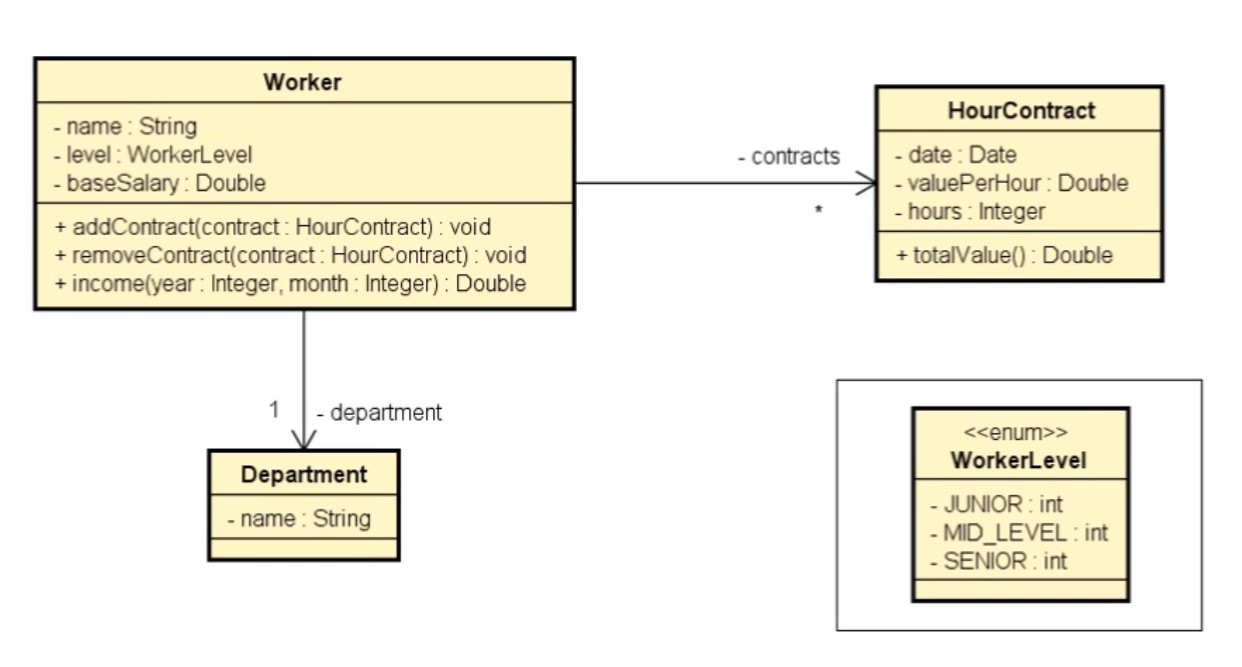 Worker
- name : String
- level : WorkerLevel
- baseSalary : Double
+ addContract(contract : HourContract) : void
+ removeContract(contract : HourContract) : void
+ income(year : Integer, month : Integer) : Double
- contracts
*
HourContract
- date : Date
- valuePerHour : Double
- hours : Integer
+ totalValue() : Double
1
- department
Department
- name : String
<<enum>>
WorkerLevel
- JUNIOR : int
- MID_LEVEL : int
- SENIOR : int